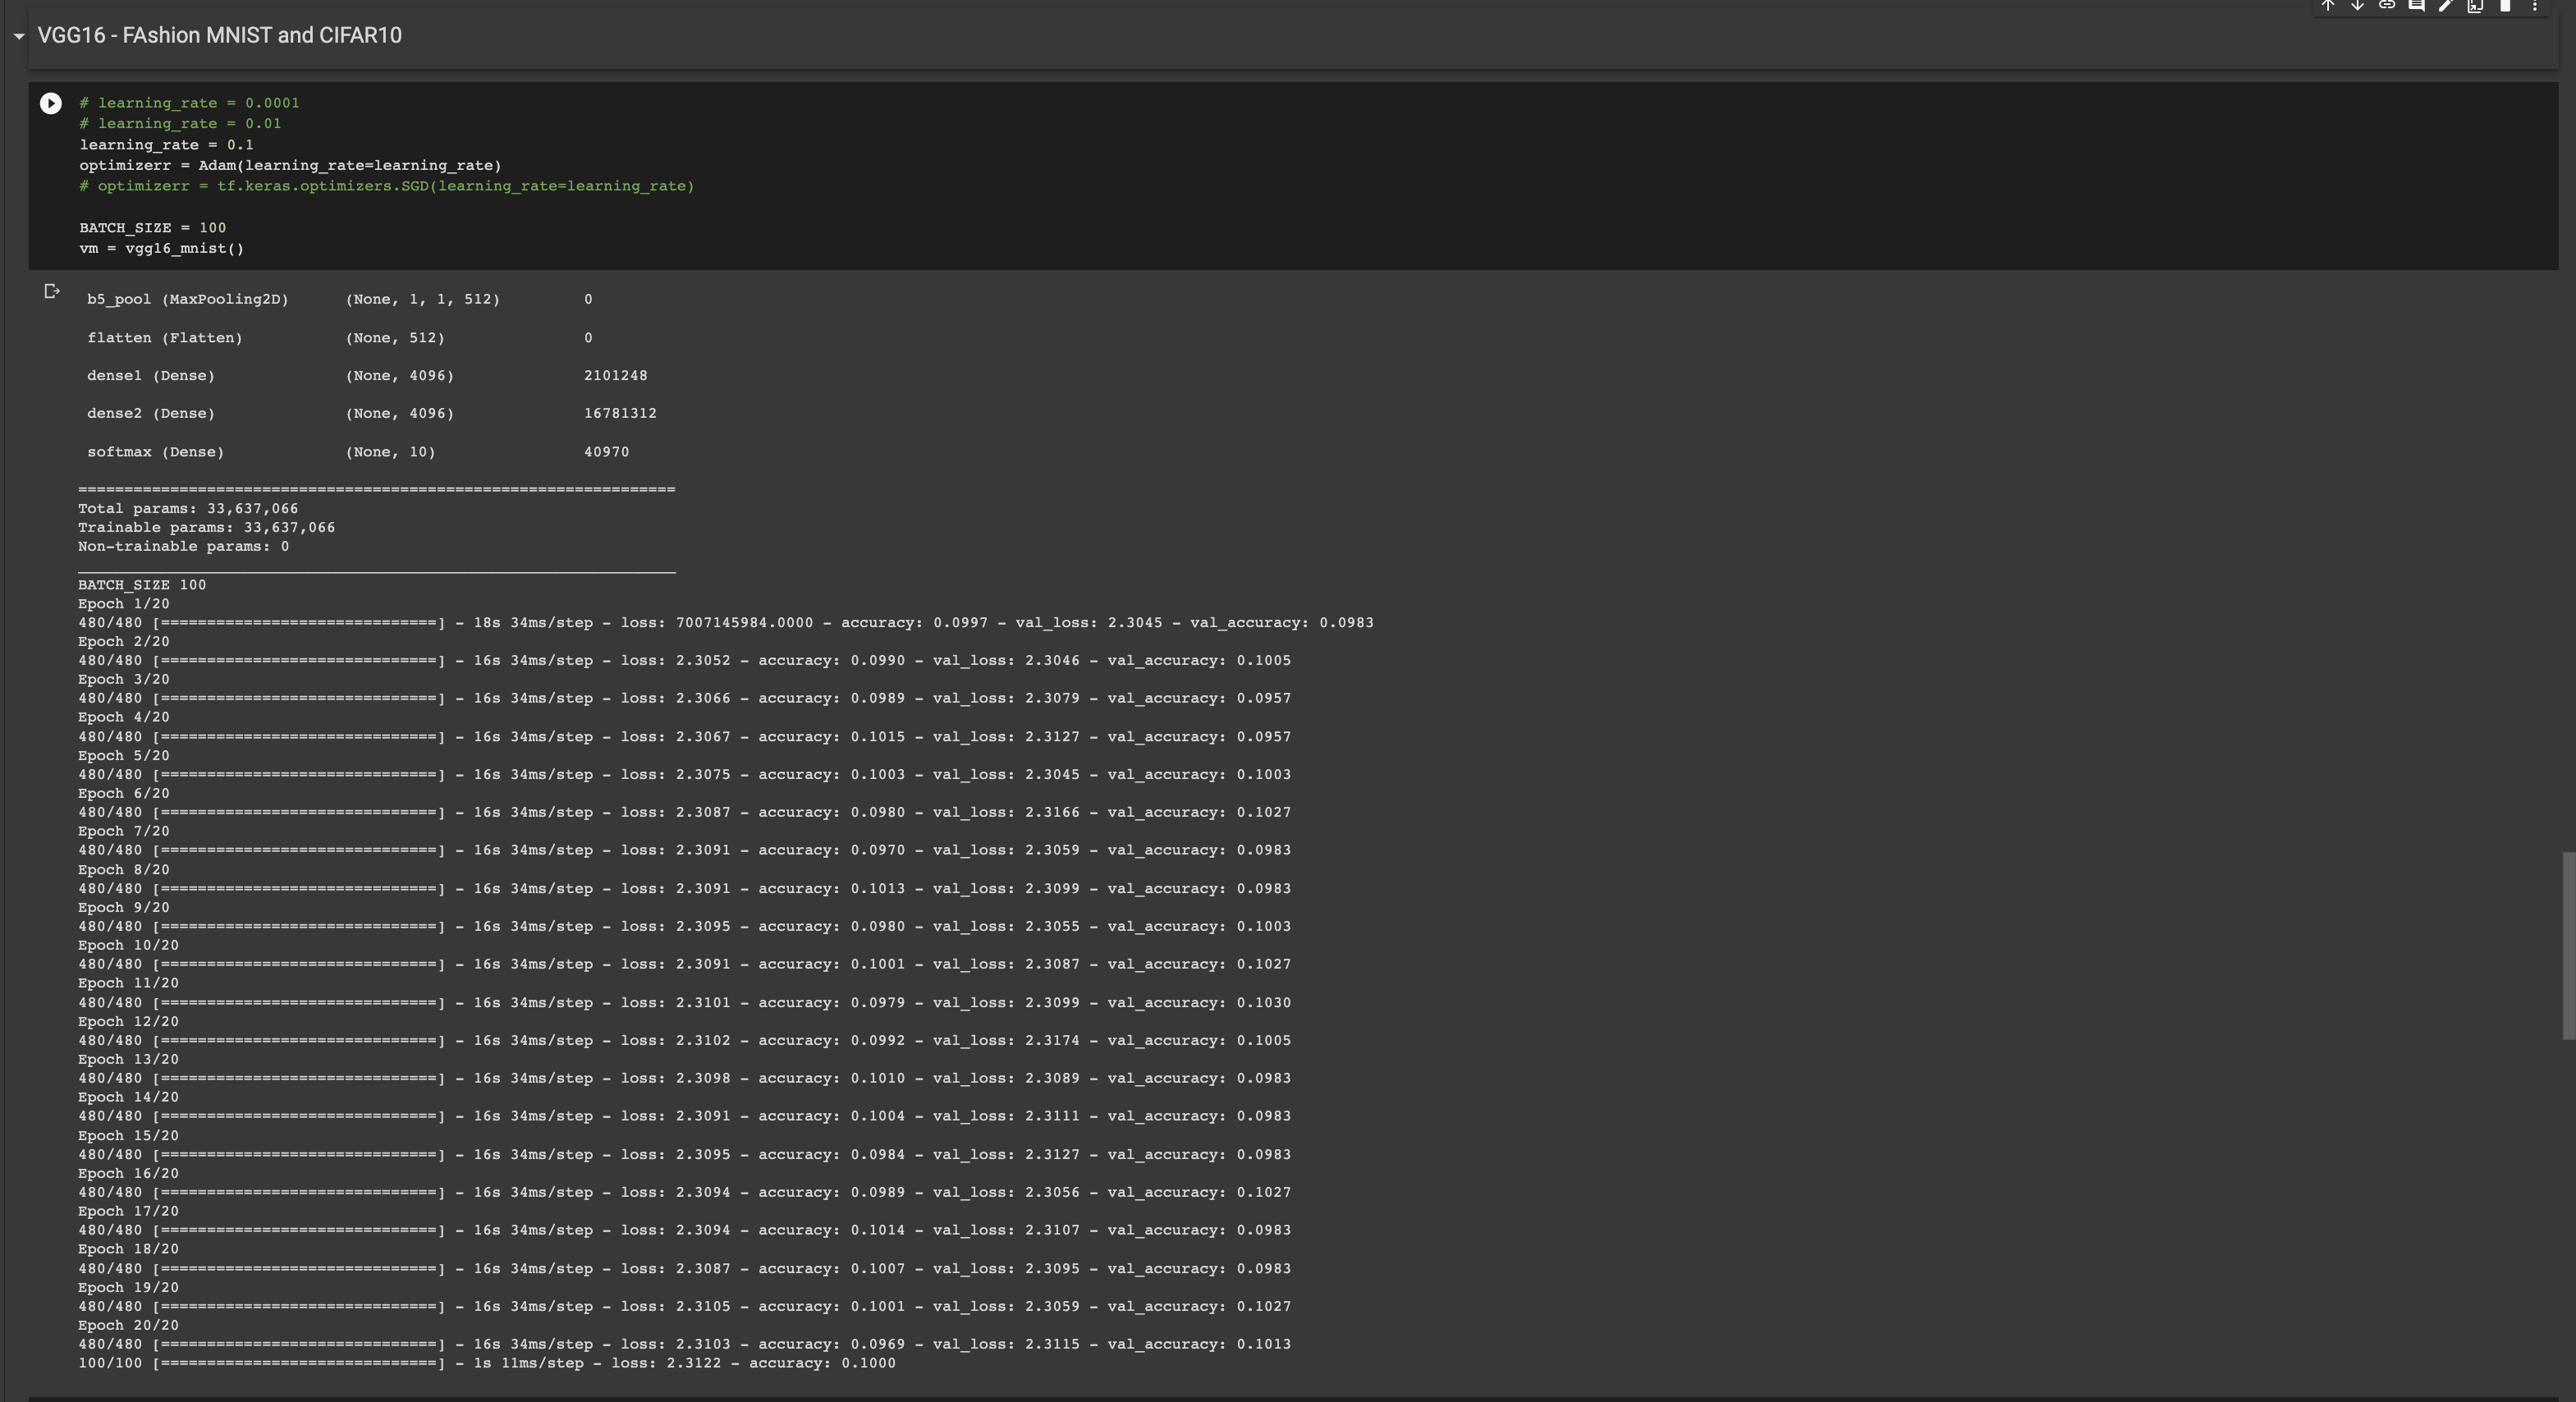 VGG16 - FAshion MNIST and CIFAR10
# learning_rate = 0.0001
# learning_rate = 0.01
learning_rate = 0.1
optimizerr = Adam(learning_rate=learning_rate)
# optimizerr = tf.keras.optimizers.SGD(learning_rate=learning_rate)
BATCH_SIZE = 100
vm = vgg16_mnist()
b5_pool (MaxPooling2D) (None, 1, 1, 512) 0
flatten (Flatten) (None, 512) 0
dense1 (Dense) (None, 4096) 2101248
dense2 (Dense) (None, 4096) 16781312
softmax (Dense) (None, 10) 40970
=================================================================
Total params: 33,637,066
Trainable params: 33,637,066
Non-trainable params: 0
_________________________________________________________________
BATCH_SIZE 100
Epoch 1/20
480/480 [==============================] - 18s 34ms/step - loss: 7007145984.0000 - accuracy: 0.0997 - val_loss: 2.3045 - val_accuracy: 0.0983
Epoch 2/20
480/480 [==============================] - 16s 34ms/step - loss: 2.3052 - accuracy: 0.0990 - val_loss: 2.3046 - val_accuracy: 0.1005
Epoch 3/20
480/480 [==============================] - 16s 34ms/step - loss: 2.3066 - accuracy: 0.0989 - val_loss: 2.3079 - val_accuracy: 0.0957
Epoch 4/20
480/480 [==============================] - 16s 34ms/step - loss: 2.3067 - accuracy: 0.1015 - val_loss: 2.3127 - val_accuracy: 0.0957
Epoch 5/20
480/480 [==============================] - 16s 34ms/step - loss: 2.3075 - accuracy: 0.1003 - val_loss: 2.3045 - val_accuracy: 0.1003
Epoch 6/20
480/480 [==============================] - 16s 34ms/step - loss: 2.3087 - accuracy: 0.0980 - val_loss: 2.3166 - val_accuracy: 0.1027
Epoch 7/20
480/480 [==============================] - 16s 34ms/step - loss: 2.3091 - accuracy: 0.0970 - val_loss: 2.3059 - val_accuracy: 0.0983
Epoch 8/20
480/480 [==============================] - 16s 34ms/step - loss: 2.3091 - accuracy: 0.1013 - val_loss: 2.3099 - val_accuracy: 0.0983
Epoch 9/20
480/480 [==============================] - 16s 34ms/step - loss: 2.3095 - accuracy: 0.0980 - val_loss: 2.3055 - val_accuracy: 0.1003
Epoch 10/20
480/480 [==============================] - 16s 34ms/step - loss: 2.3091 - accuracy: 0.1001 - val_loss: 2.3087 - val_accuracy: 0.1027
Epoch 11/20
480/480 [==============================] - 16s 34ms/step - loss: 2.3101 - accuracy: 0.0979 - val_loss: 2.3099 - val_accuracy: 0.1030
Epoch 12/20
480/480 [==============================] - 16s 34ms/step - loss: 2.3102 - accuracy: 0.0992 - val_loss: 2.3174 - val_accuracy: 0.1005
Epoch 13/20
480/480 [==============================] - 16s 34ms/step - loss: 2.3098 - accuracy: 0.1010 - val_loss: 2.3089 - val_accuracy: 0.0983
Epoch 14/20
480/480 [==============================] - 16s 34ms/step - loss: 2.3091 - accuracy: 0.1004 - val_loss: 2.3111 - val_accuracy: 0.0983
Epoch 15/20
480/480 [==============================] - 16s 34ms/step - loss: 2.3095 - accuracy: 0.0984 - val_loss: 2.3127 - val_accuracy: 0.0983
Epoch 16/20
480/480 [==============================] - 16s 34ms/step - loss: 2.3094 - accuracy: 0.0989 - val_loss: 2.3056 - val_accuracy: 0.1027
Epoch 17/20
480/480 [==============================] - 16s 34ms/step - loss: 2.3094 - accuracy: 0.1014 - val_loss: 2.3107 - val_accuracy: 0.0983
Epoch 18/20
480/480 [==============================] - 16s 34ms/step - loss: 2.3087 - accuracy: 0.1007 - val_loss: 2.3095 - val_accuracy: 0.0983
Epoch 19/20
480/480 [==============================] - 16s 34ms/step - loss: 2.3105 - accuracy: 0.1001 - val_loss: 2.3059 - val_accuracy: 0.1027
Epoch 20/20
480/480 [==============================] - 16s 34ms/step - loss: 2.3103 - accuracy: 0.0969 - val_loss: 2.3115 - val_accuracy: 0.1013
100/100 [==============================] - 1s 11ms/step - loss: 2.3122 - accuracy: 0.1000